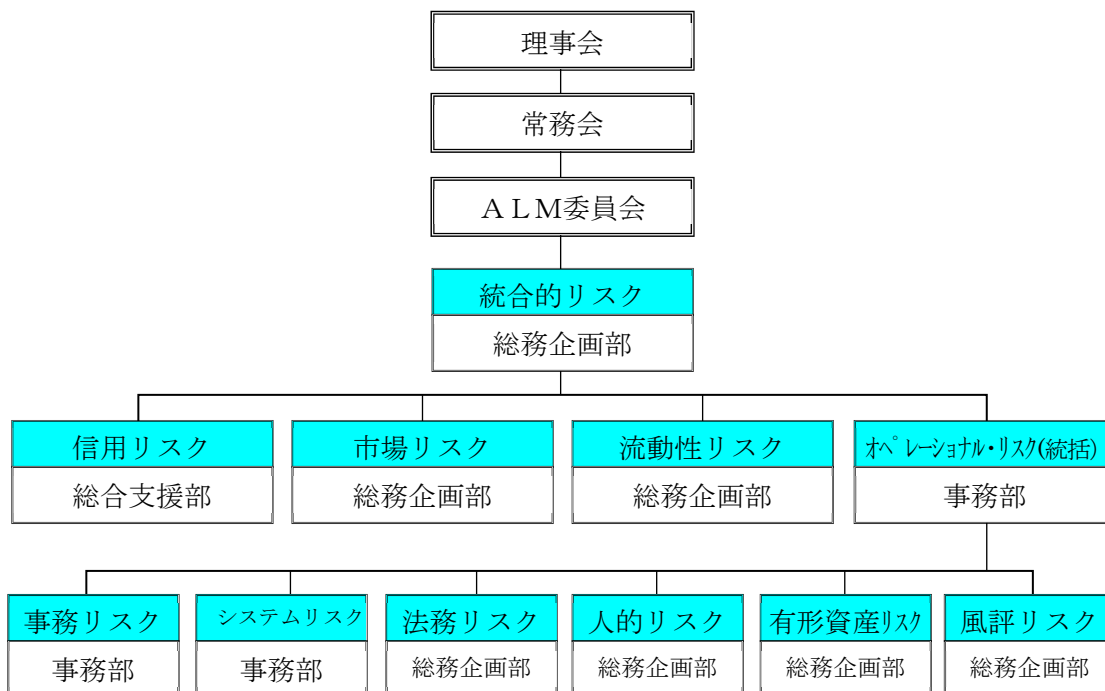 理事会
常務会
ＡＬＭ委員会
統合的リスク
総務企画部
信用リスク
総合支援部
市場リスク
総務企画部
流動性リスク
総務企画部
ｵﾍﾟﾚｰｼｮﾅﾙ･ﾘｽｸ(統括)
事務部
事務リスク
事務部
システムリスク
事務部
法務リスク
総務企画部
人的リスク
総務企画部
有形資産ﾘｽｸ
総務企画部
風評リスク
総務企画部